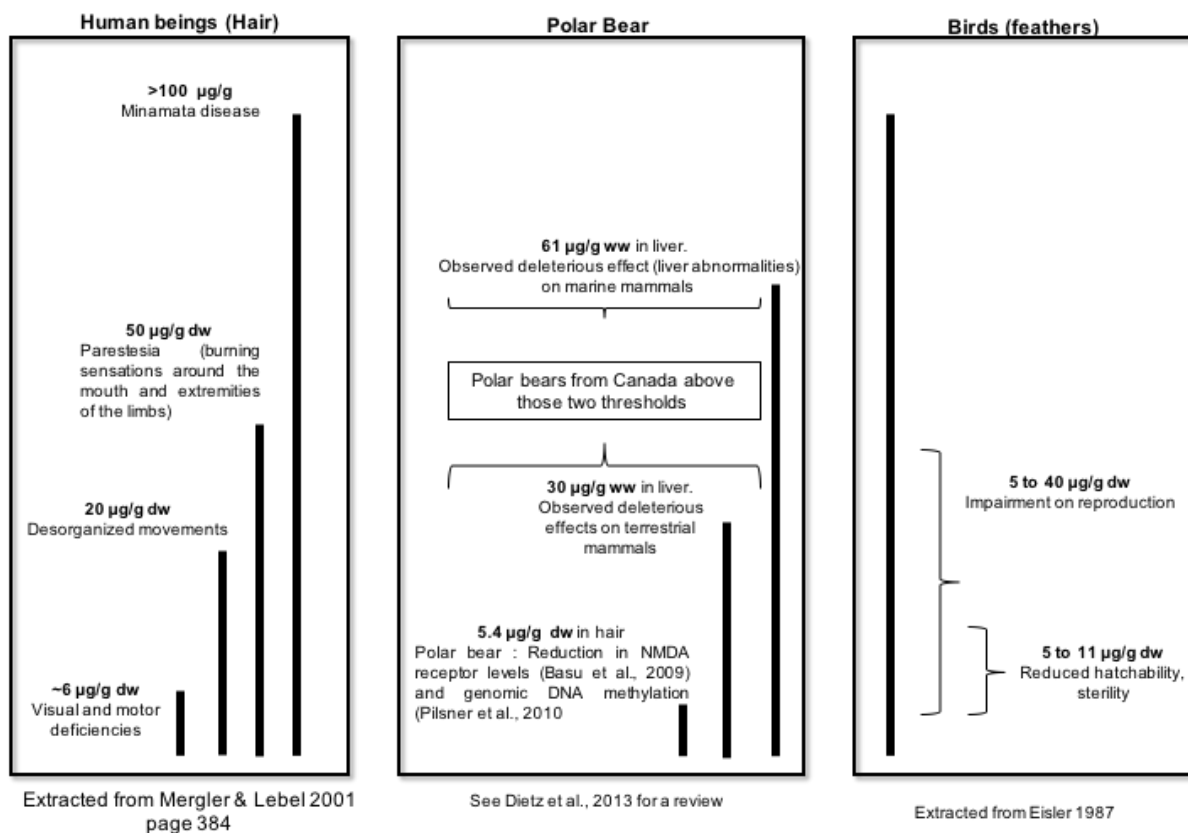 Human beings (Hair)
>100 µg/g
Minamata disease
50 µg/g dw
Parestesia (burning
sensations around the
mouth and extremities
of the limbs)
20 µg/g dw
Desorganized movements
~6 µg/g dw
Visual and motor
deficiencies
Extracted from Mergler & Lebel 2001
page 384
Polar Bear
61 µg/g ww in liver.
Observed deleterious effect (liver abnormalities)
on marine mammals
Polar bears from Canada above
those two thresholds
30 µg/g ww in liver.
Observed deleterious
effects on terrestrial
mammals
5.4 µg/g dw in hair
Polar bear : Reduction in NMDA
receptor levels (Basu et al., 2009)
and genomic DNA methylation
(Pilsner et al., 2010
See Dietz et al., 2013 for a review
Birds (feathers)
5 to 40 µg/g dw
Impairment on reproduction
5 to 11 µg/g dw
Reduced hatchability,
sterility
Extracted from Eisler 1987